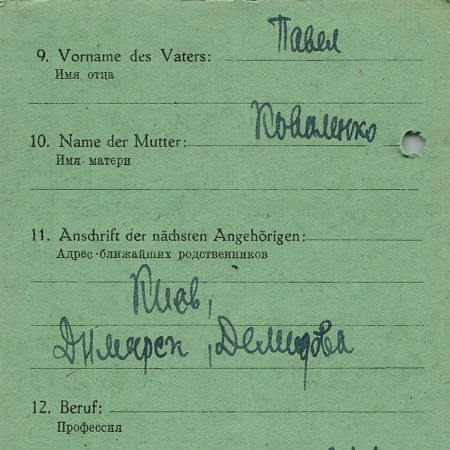 Павел
9. Vorname des Vaters:
Имя отца
Коваленко
10. Name der Mutter:
Имя матери
11. Anschrift der nächsten Angehörigen:
Адрес ближайших родственников
Киев,
Дымерск, Демидова
12. Beruf:
Профессия